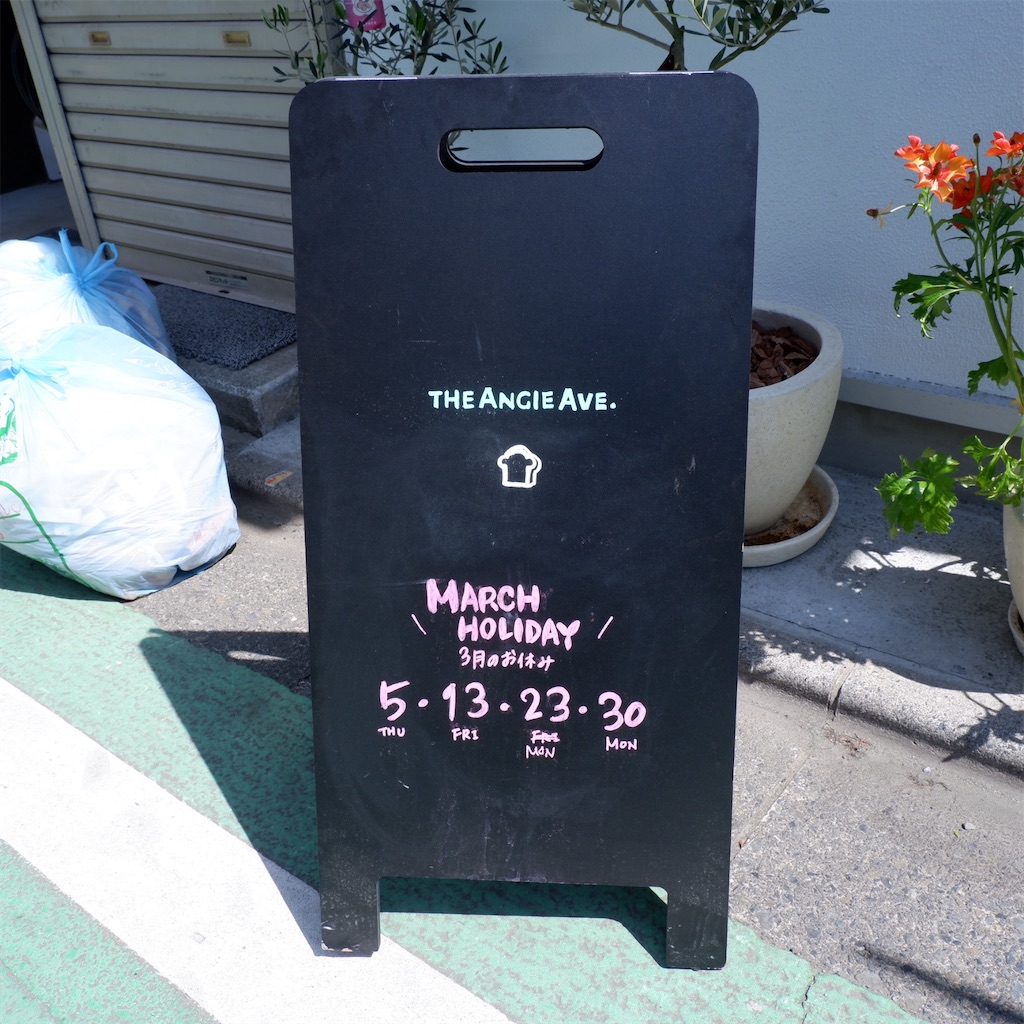 THE ANGIE AVE.
MARCH
HOLIDAY
3月のお休み
5・13・23・30
THU FRI FRI MON
MON